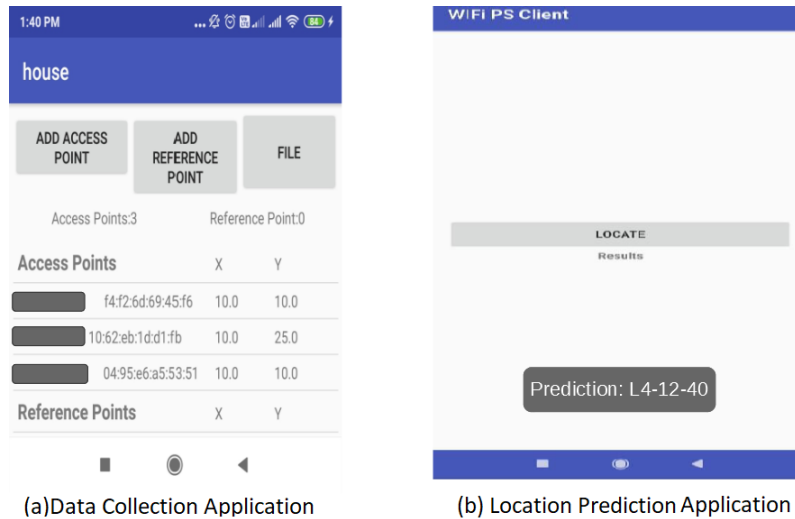 1:40 PM
84
house
ADD ACCESS
POINT
ADD
REFERENCE
POINT
FILE
Access Points:3 Reference Point:0
Access Points X Y
f4:f2:6d:69:45:f6 10.0 10.0
10:62:eb:1d:d1:fb 10.0 25.0
04:95:e6:a5:53:51 10.0 10.0
Reference Points X Y
(a)Data Collection Application
WiFi PS Client
LOCATE
Results
Prediction: L4-12-40
(b) Location Prediction Application